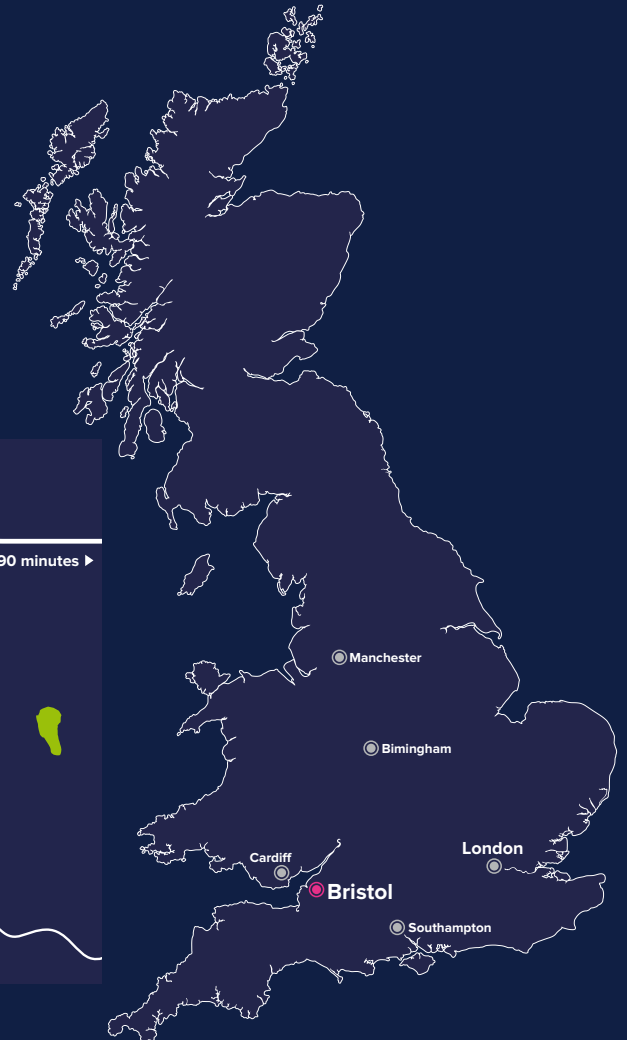 90 minutes
Manchester
Bimingham
London
Cardiff
Bristol
Southampton